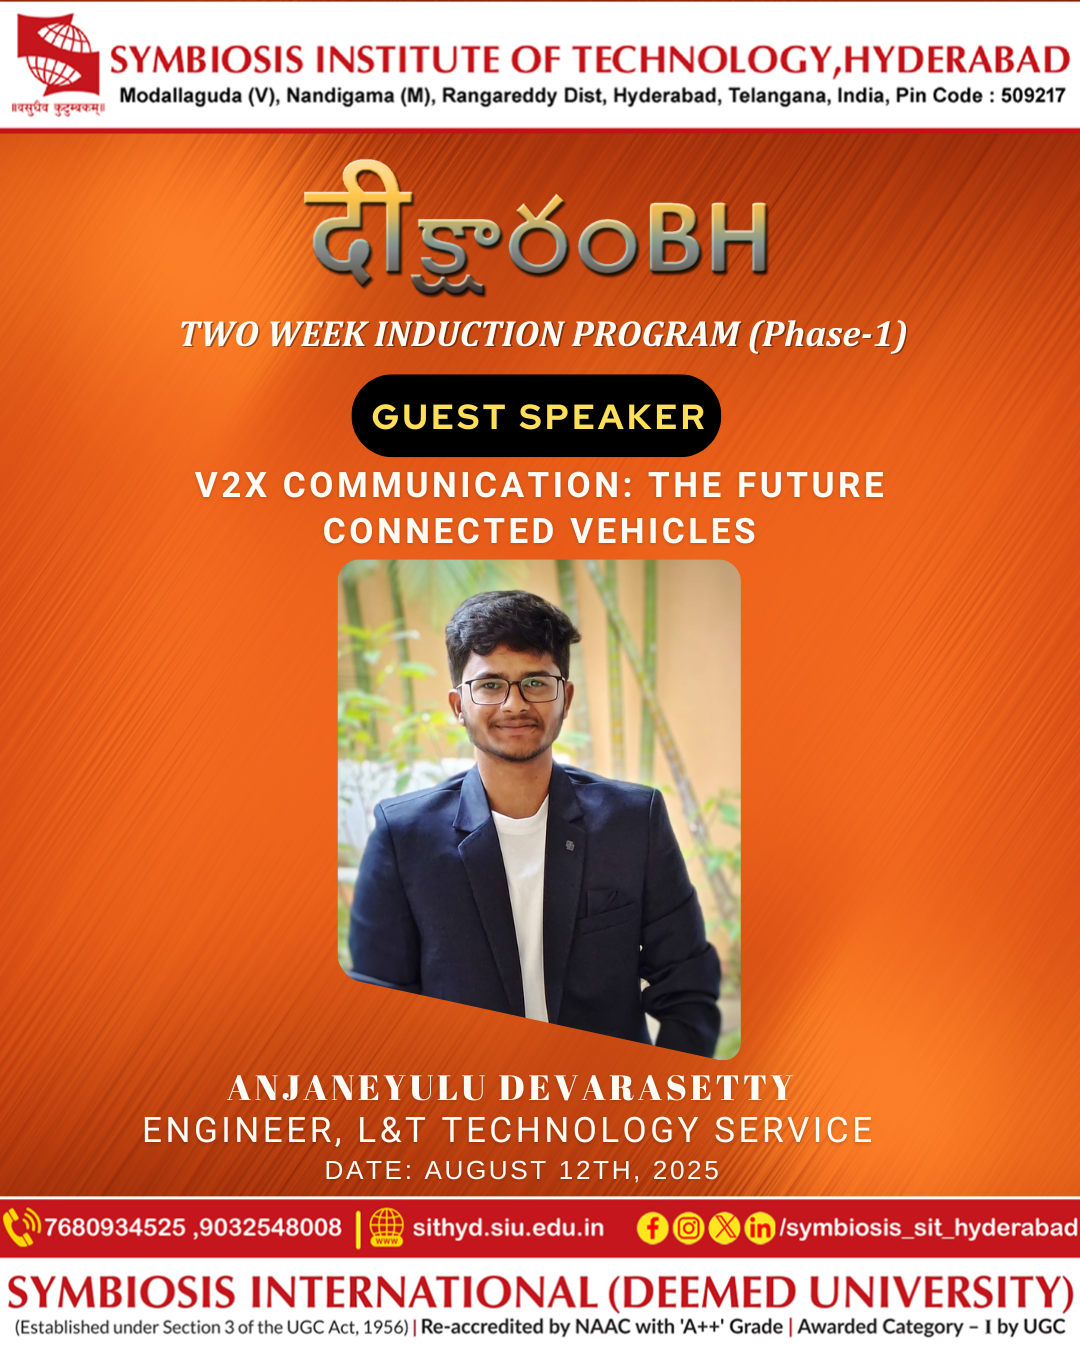 SYMBIOSIS INSTITUTE OF TECHNOLOGY,HYDERABAD
॥वसुधैव कुटुम्बकम्॥
Modallaguda (V), Nandigama (M), Rangareddy Dist, Hyderabad, Telangana, India, Pin Code : 509217
दीక్షారంBH
TWO WEEK INDUCTION PROGRAM (Phase-1)
GUEST SPEAKER
V2X COMMUNICATION: THE FUTURE
CONNECTED VEHICLES
ANJANEYULU DEVARASETTY
ENGINEER, L&T TECHNOLOGY SERVICE
DATE: AUGUST 12TH, 2025
7680934525 ,9032548008 | www sithyd.siu.edu.in /symbiosis_sit_hyderabad
SYMBIOSIS INTERNATIONAL (DEEMED UNIVERSITY)
(Established under Section 3 of the UGC Act, 1956) | Re-accredited by NAAC with 'A++' Grade | Awarded Category – I by UGC